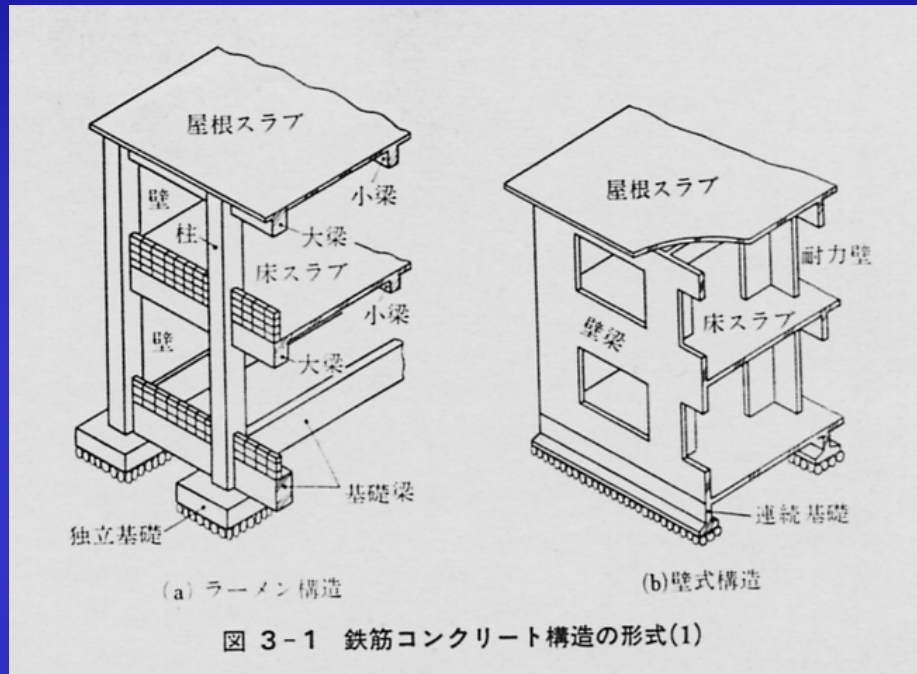 屋根スラブ
小梁
壁
柱
大梁
床スラブ
小梁
壁
大梁
基礎梁
独立基礎
(a) ラーメン構造
屋根スラブ
耐力壁
床スラブ
壁梁
連続基礎
(b)壁式構造
図 3-1 鉄筋コンクリート構造の形式(1)